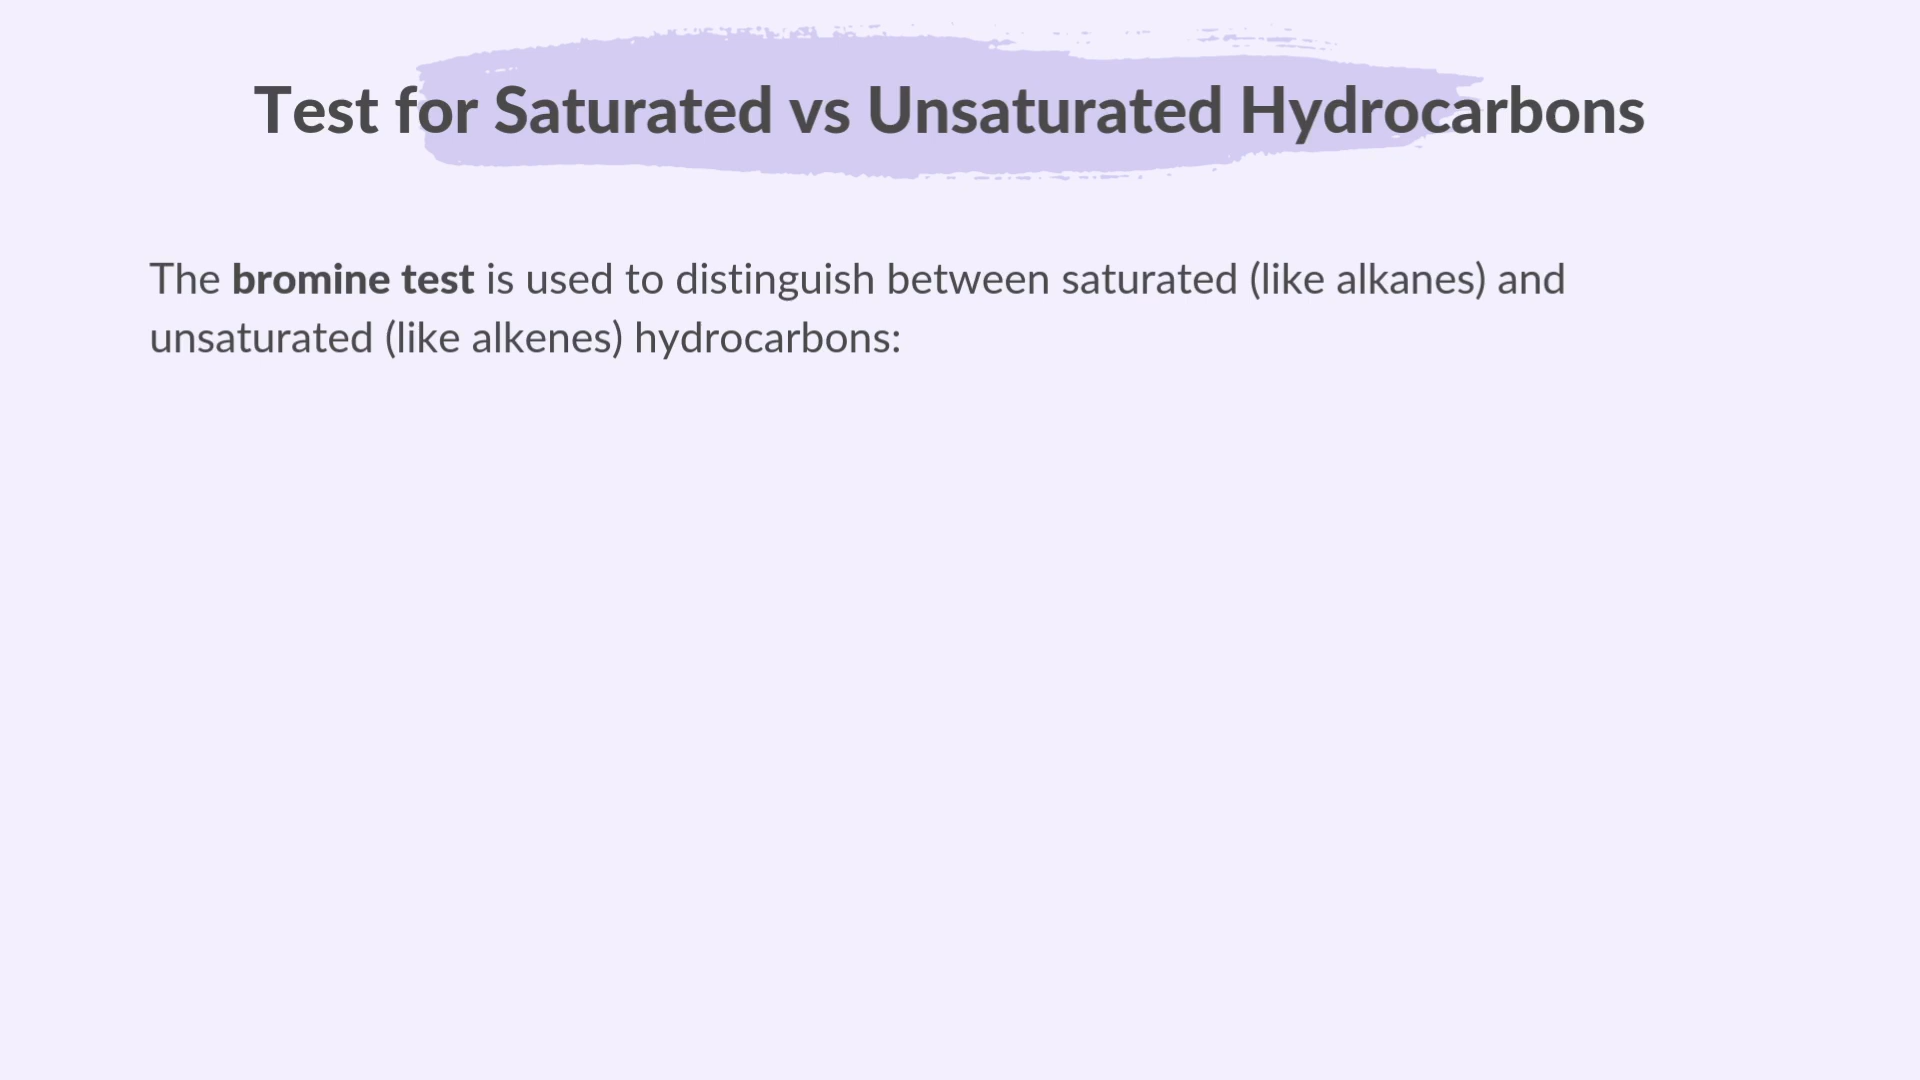 Test for Saturated vs Unsaturated Hydrocarbons
The bromine test is used to distinguish between saturated (like alkanes) and
unsaturated (like alkenes) hydrocarbons: